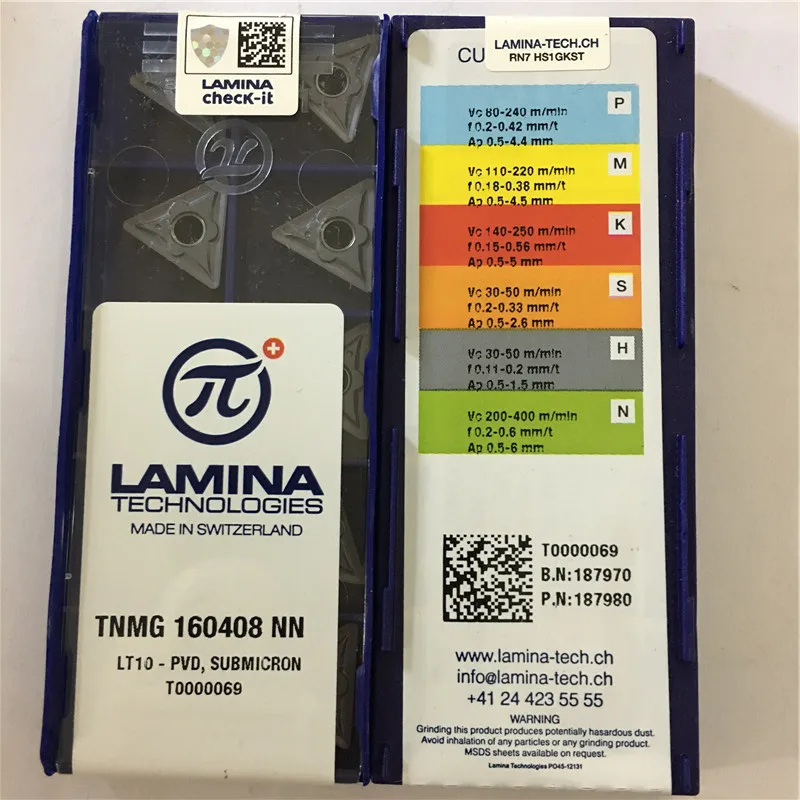 LAMINA
checK-it
π
LAMINA
TECHNOLOGIES
MADE IN SWITZERLAND
TNMG 160408 NN
LT10 - PVD, SUBMICRON
T0000069
LAMINA-TECH.CH
RN7 HS1GKST
CU
P
Vc 80-240 m/min
f 0.2-0.42 mm/t
Ap 0.5-4.4 mm
M
Vc 110-220 m/min
f 0.18-0.38 mm/t
Ap 0.5-4.5 mm
K
Vc 140-250 m/min
f 0.15-0.56 mm/t
Ap 0.5-5 mm
S
Vc 30-50 m/min
f 0.2-0.33 mm/t
Ap 0.5-2.6 mm
H
Vc 30-50 m/min
f 0.11-0.2 mm/t
Ap 0.5-1.5 mm
N
Vc 200-400 m/min
f 0.2-0.6 mm/t
Ap 0.5-6 mm
T0000069
B.N:187970
P.N:187980
www.lamina-tech.ch
info@lamina-tech.ch
+41 24 423 55 55
WARNING
Grinding this product produces potentially hazardous dust.
Avoid inhalation of any particles or any grinding product.
MSDS sheets available on request.
Lamina Technologies PO45-12131